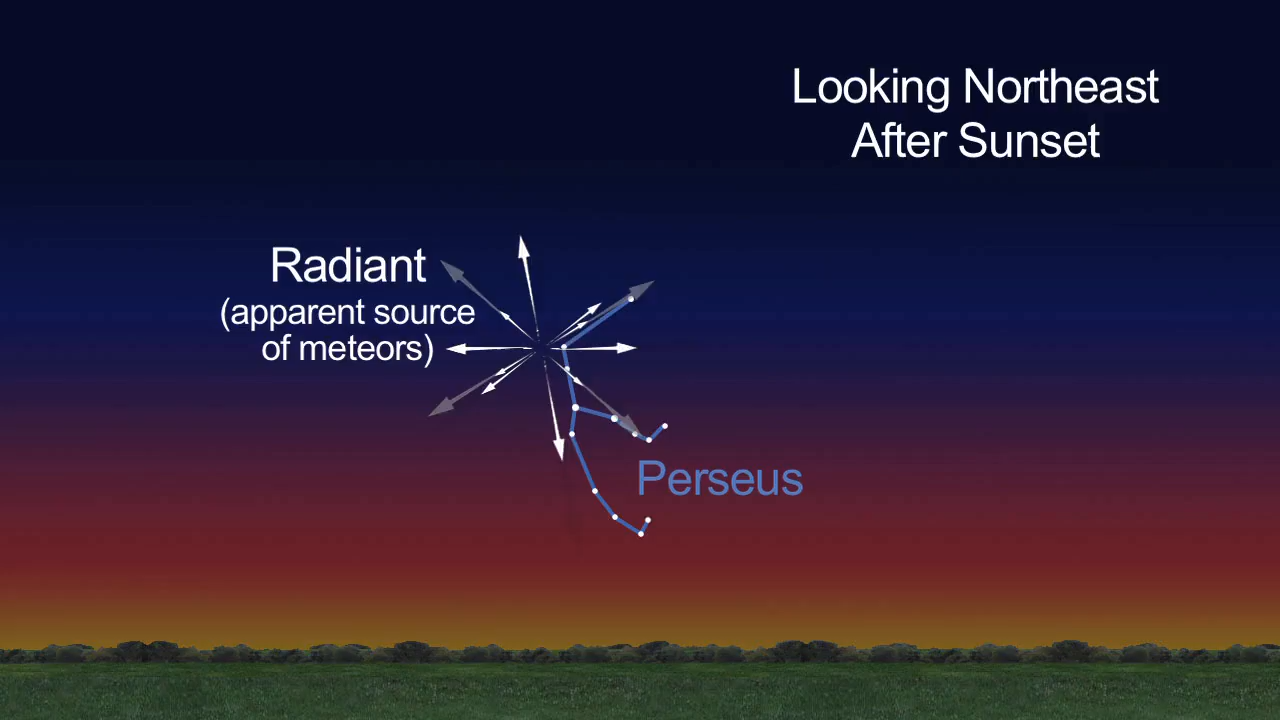 Looking Northeast
After Sunset
Radiant
(apparent source
of meteors)
Perseus